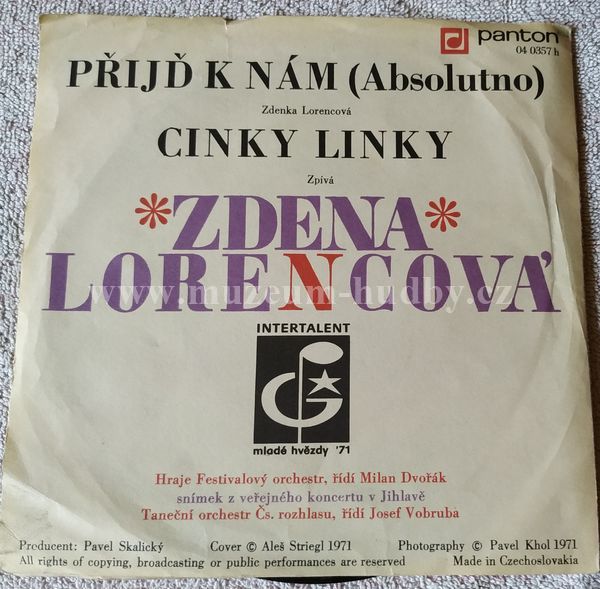 panton
04 0357 h
PŘIJĎ K NÁM (Absolutno)
Zdenka Lorencová
CINKY LINKY
Zpívá
*ZDENA*
LORENCOVÁ
www.muzeum-hudby.cz
INTERTALENT
mladé hvězdy '71
Hraje Festivalový orchestr, řídí Milan Dvořák
snímek z veřejného koncertu v Jihlavě
Taneční orchestr Čs. rozhlasu, řídí Josef Vobruba
Producent: Pavel Skalický Cover © Aleš Striegl 1971 Photography © Pavel Khol 1971
All rights of copying, broadcasting or public performances are reserved Made in Czechoslovakia